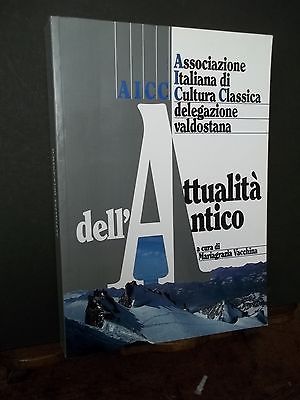 AICC
Associazione
Italiana di
Cultura Classica
delegazione
valdostana
Attualità
dell'Antico
a cura di
Mariagrazia Vacchina